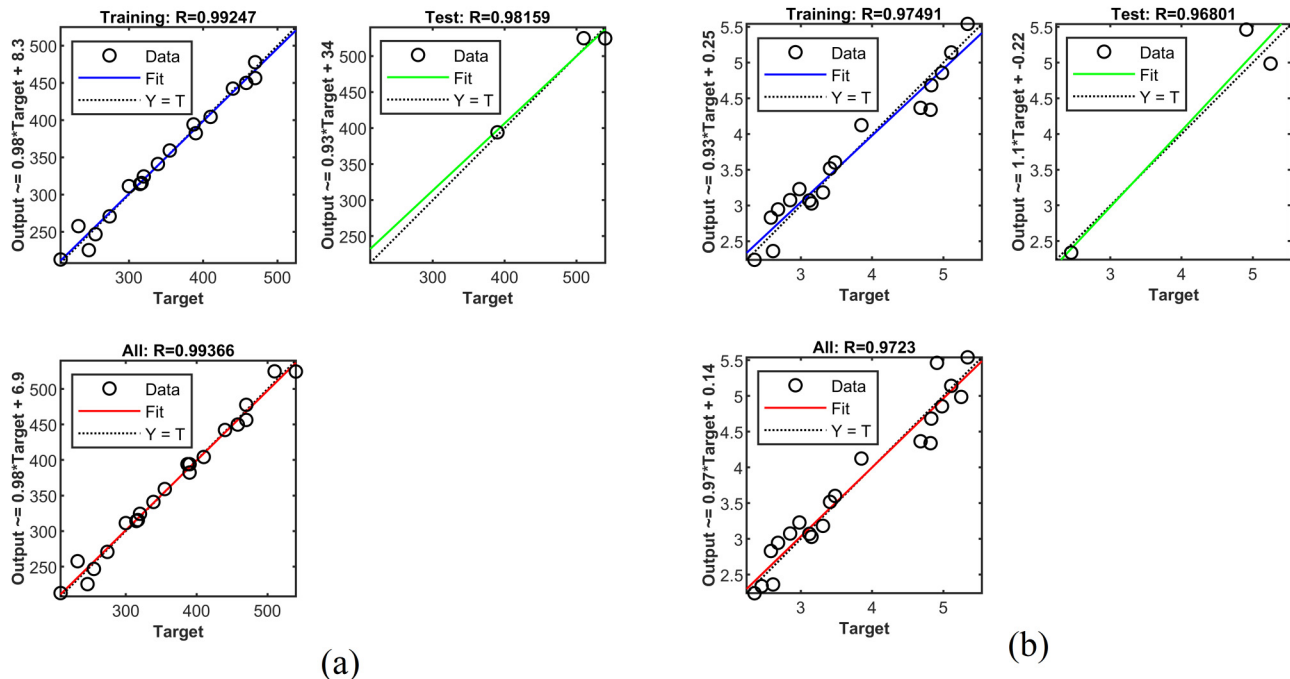 Training: R=0.99247
Output ~= 0.98*Target + 8.3
500
450
400
350
300
250
Data
Fit
Y = T
300
400
500
Target
Test: R=0.98159
Output ~= 0.93*Target + 34
500
450
400
350
300
250
Data
Fit
Y = T
300
400
500
Target
All: R=0.99366
Output ~= 0.98*Target + 6.9
500
450
400
350
300
250
Data
Fit
Y = T
300
400
500
Target
(a)
Training: R=0.97491
Output ~= 0.93*Target + 0.25
5.5
5
4.5
4
3.5
3
2.5
Data
Fit
Y = T
3
4
5
Target
Test: R=0.96801
Output ~= 1.1*Target + -0.22
5.5
5
4.5
4
3.5
3
2.5
Data
Fit
Y = T
3
4
5
Target
All: R=0.9723
Output ~= 0.97*Target + 0.14
5.5
5
4.5
4
3.5
3
2.5
Data
Fit
Y = T
3
4
5
Target
(b)